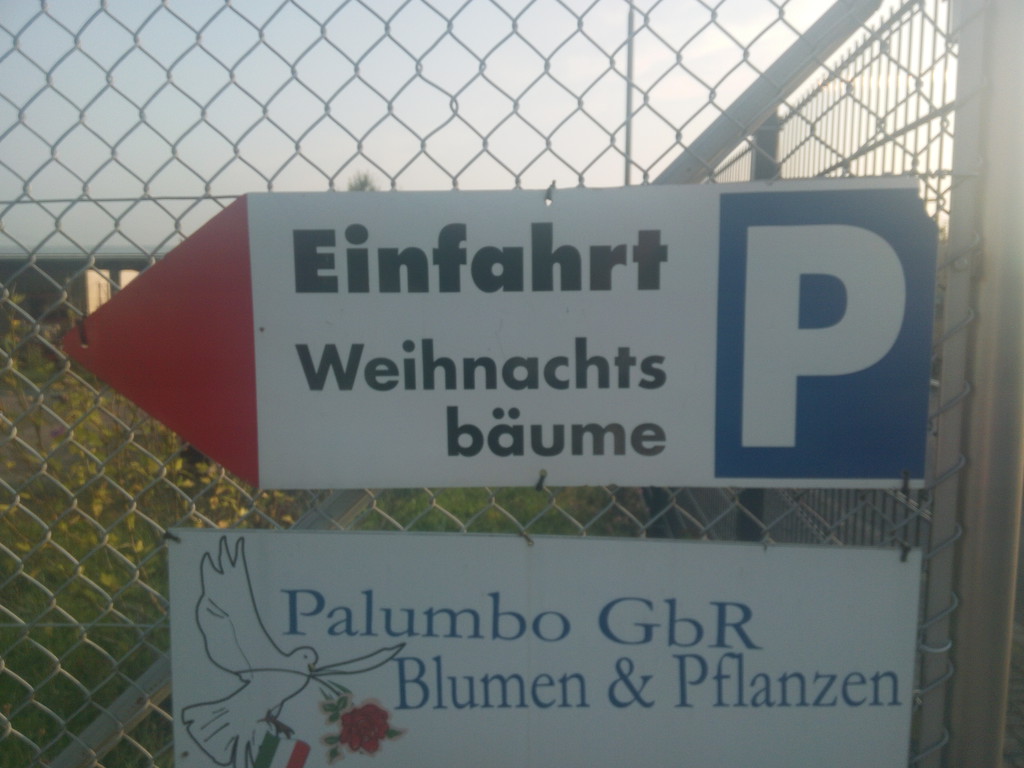 Einfahrt
Weihnachts
bäume
P
Palumbo GbR
Blumen & Pflanzen